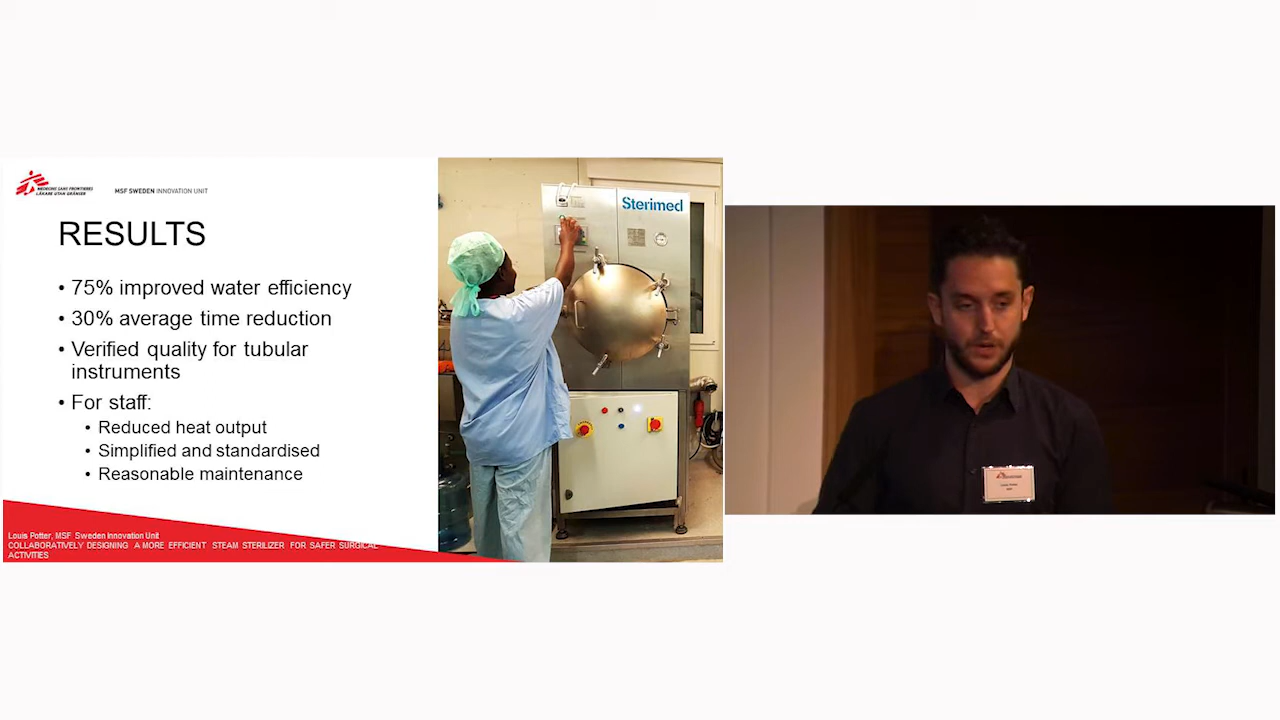 MEDECINS SANS FRONTIERES
LÄKARE UTAN GRÄNSER
MSF SWEDEN INNOVATION UNIT
RESULTS
• 75% improved water efficiency
• 30% average time reduction
• Verified quality for tubular
instruments
• For staff:
• Reduced heat output
• Simplified and standardised
• Reasonable maintenance
Louis Potter, MSF Sweden Innovation Unit
COLLABORATIVELY DESIGNING A MORE EFFICIENT STEAM STERILIZER FOR SAFER SURGICAL
ACTIVITIES
Sterimed